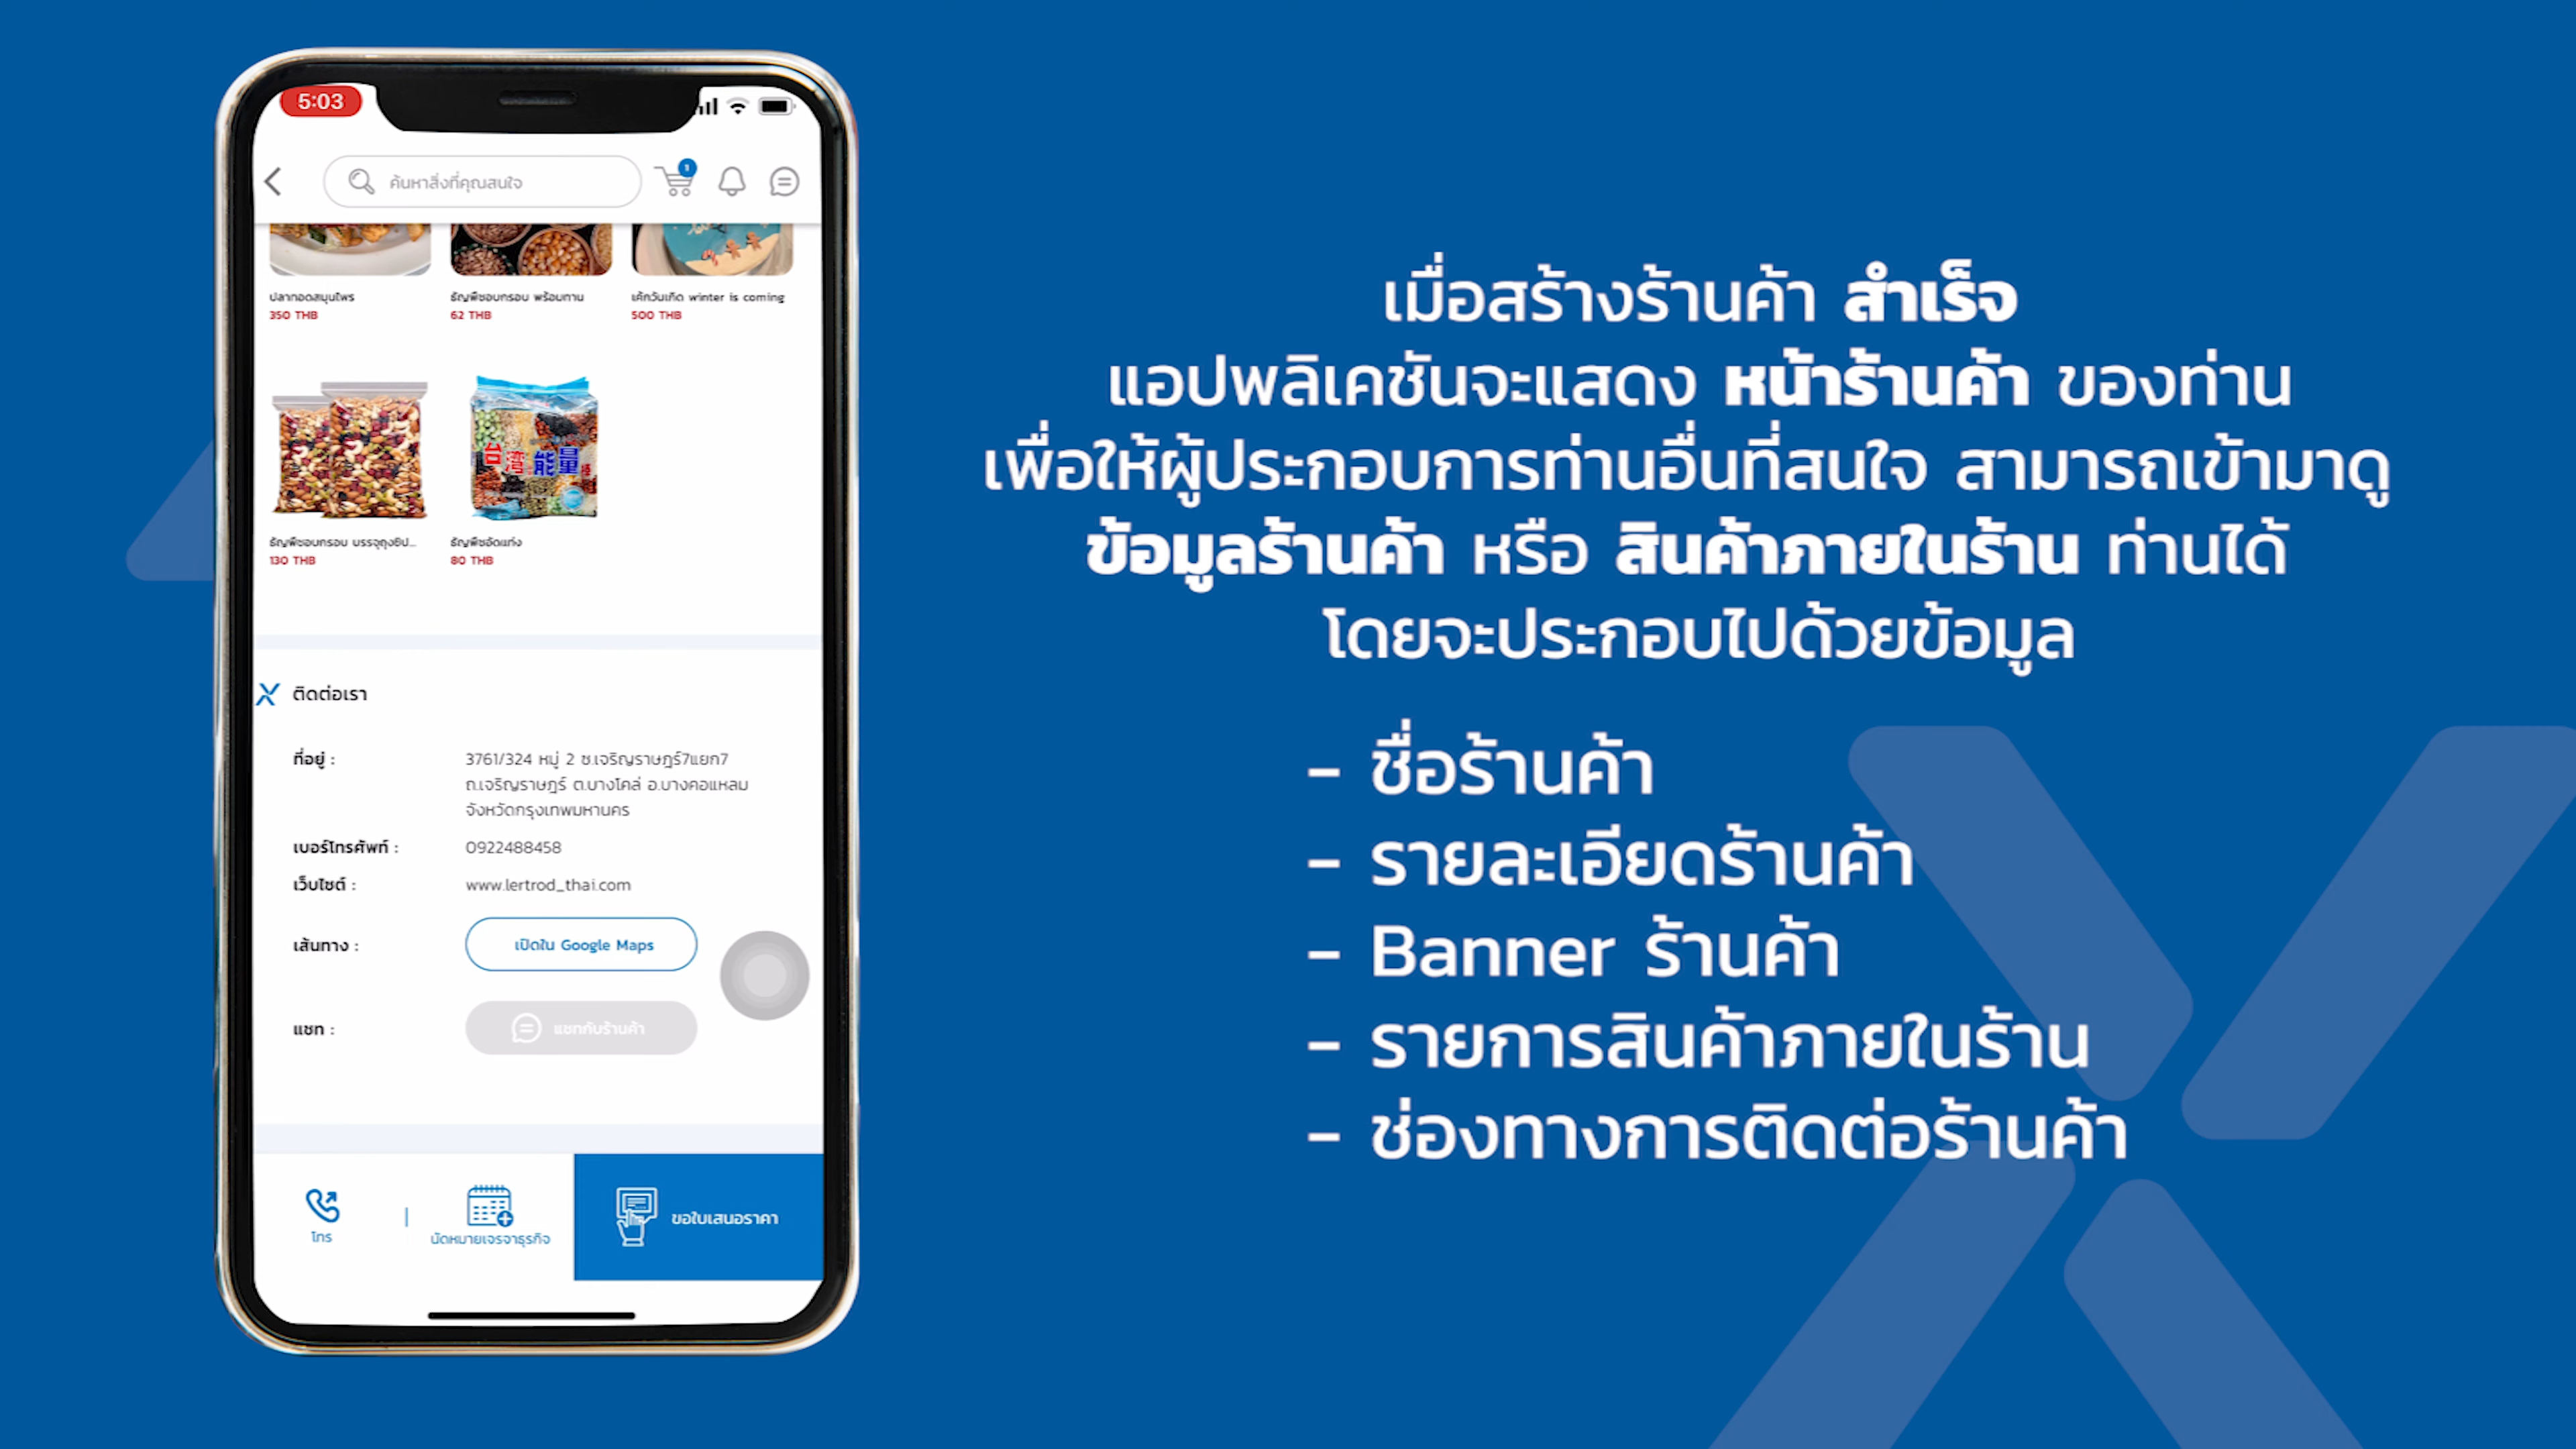 5:03
ค้นหาสิ่งที่คุณสนใจ
1
ปลาทอดสมุนไพร
350 THB
ธัญพืชอบกรอบ พร้อมทาน
62 THB
เค้กวันเกิด winter is coming
500 THB
台湾能量
ธัญพืชอบกรอบ บรรจุถุงซิป...
130 THB
ธัญพืชอัดแท่ง
80 THB
ติดต่อเรา
ที่อยู่ :
3761/324 หมู่ 2 ซ.เจริญราษฎร์7แยก7
ถ.เจริญราษฎร์ ต.บางโคล่ อ.บางคอแหลม
จังหวัดกรุงเทพมหานคร
เบอร์โทรศัพท์ : 0922488458
เว็บไซต์ : www.lertrod_thai.com
เส้นทาง : เปิดใน Google Maps
แชท : แชทกับร้านค้า
โทร
นัดหมายเจรจาธุรกิจ
ขอใบเสนอราคา
เมื่อสร้างร้านค้า สำเร็จ
แอปพลิเคชันจะแสดง หน้าร้านค้า ของท่าน
เพื่อให้ผู้ประกอบการท่านอื่นที่สนใจ สามารถเข้ามาดู
ข้อมูลร้านค้า หรือ สินค้าภายในร้าน ท่านได้
โดยจะประกอบไปด้วยข้อมูล
- ชื่อร้านค้า
- รายละเอียดร้านค้า
- Banner ร้านค้า
- รายการสินค้าภายในร้าน
- ช่องทางการติดต่อร้านค้า